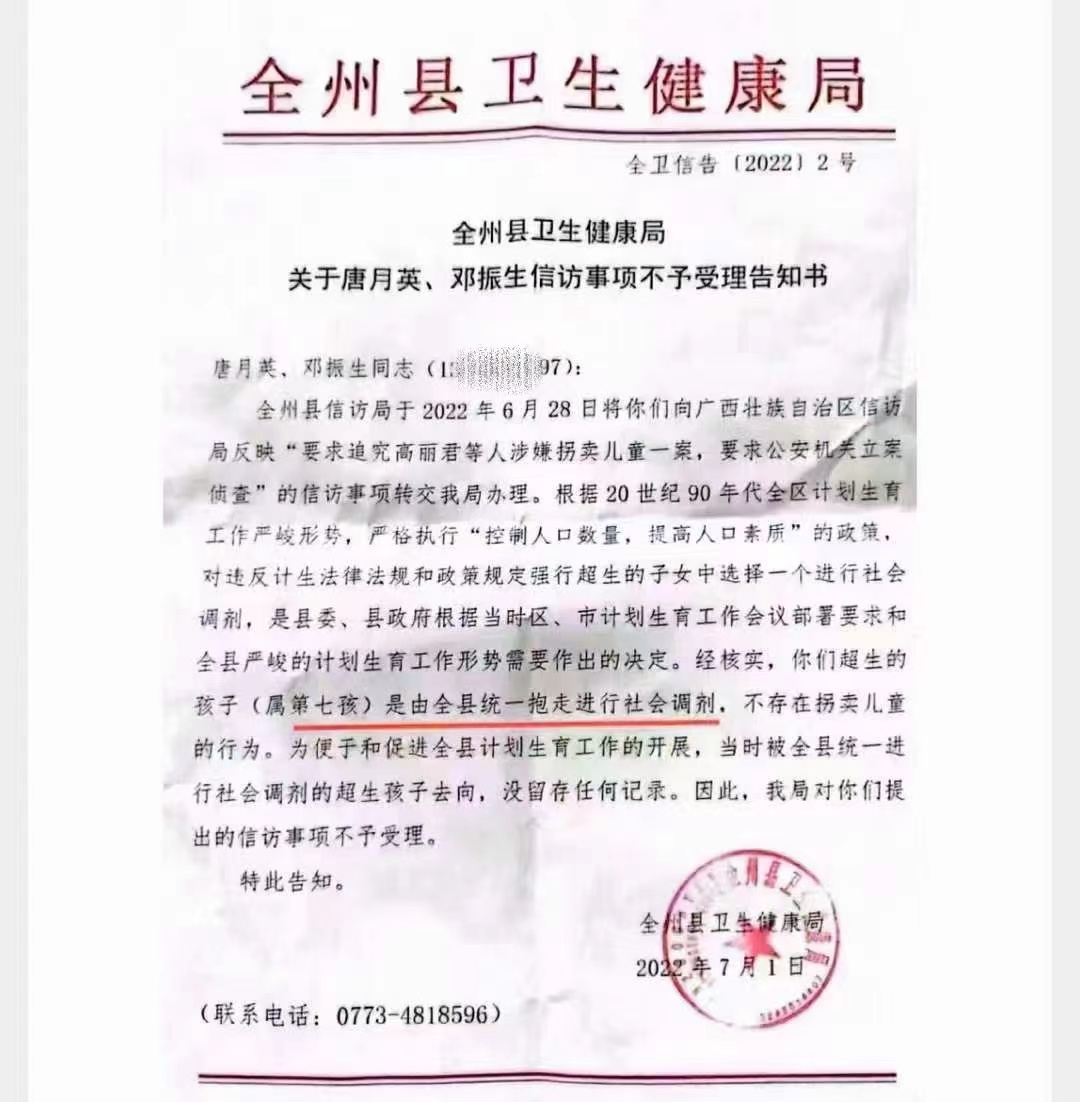 全州县卫生健康局
全卫信告〔2022〕2号
全州县卫生健康局
关于唐月英、邓振生信访事项不予受理告知书
唐月英、邓振生同志（1 97）：
全州县信访局于2022年6月28日将你们向广西壮族自治区信访
局反映“要求追究高丽君等人涉嫌拐卖儿童一案，要求公安机关立案
侦查”的信访事项转交我局办理。根据20世纪90年代全区计划生育
工作严峻形势，严格执行“控制人口数量，提高人口素质”的政策，
对违反计生法律法规和政策规定强行超生的子女中选择一个进行社会
调剂，是县委、县政府根据当时区、市计划生育工作会议部署要求和
全县严峻的计划生育工作形势需要作出的决定。经核实，你们超生的
孩子（属第七孩）是由全县统一抱走进行社会调剂，不存在拐卖儿童
的行为。为便于和促进全县计划生育工作的开展，当时被全县统一进
行社会调剂的超生孩子去向，没留存任何记录。因此，我局对你们提
出的信访事项不予受理。
特此告知。
全州县卫生健康局
2022年7月1日
（联系电话：0773-4818596）